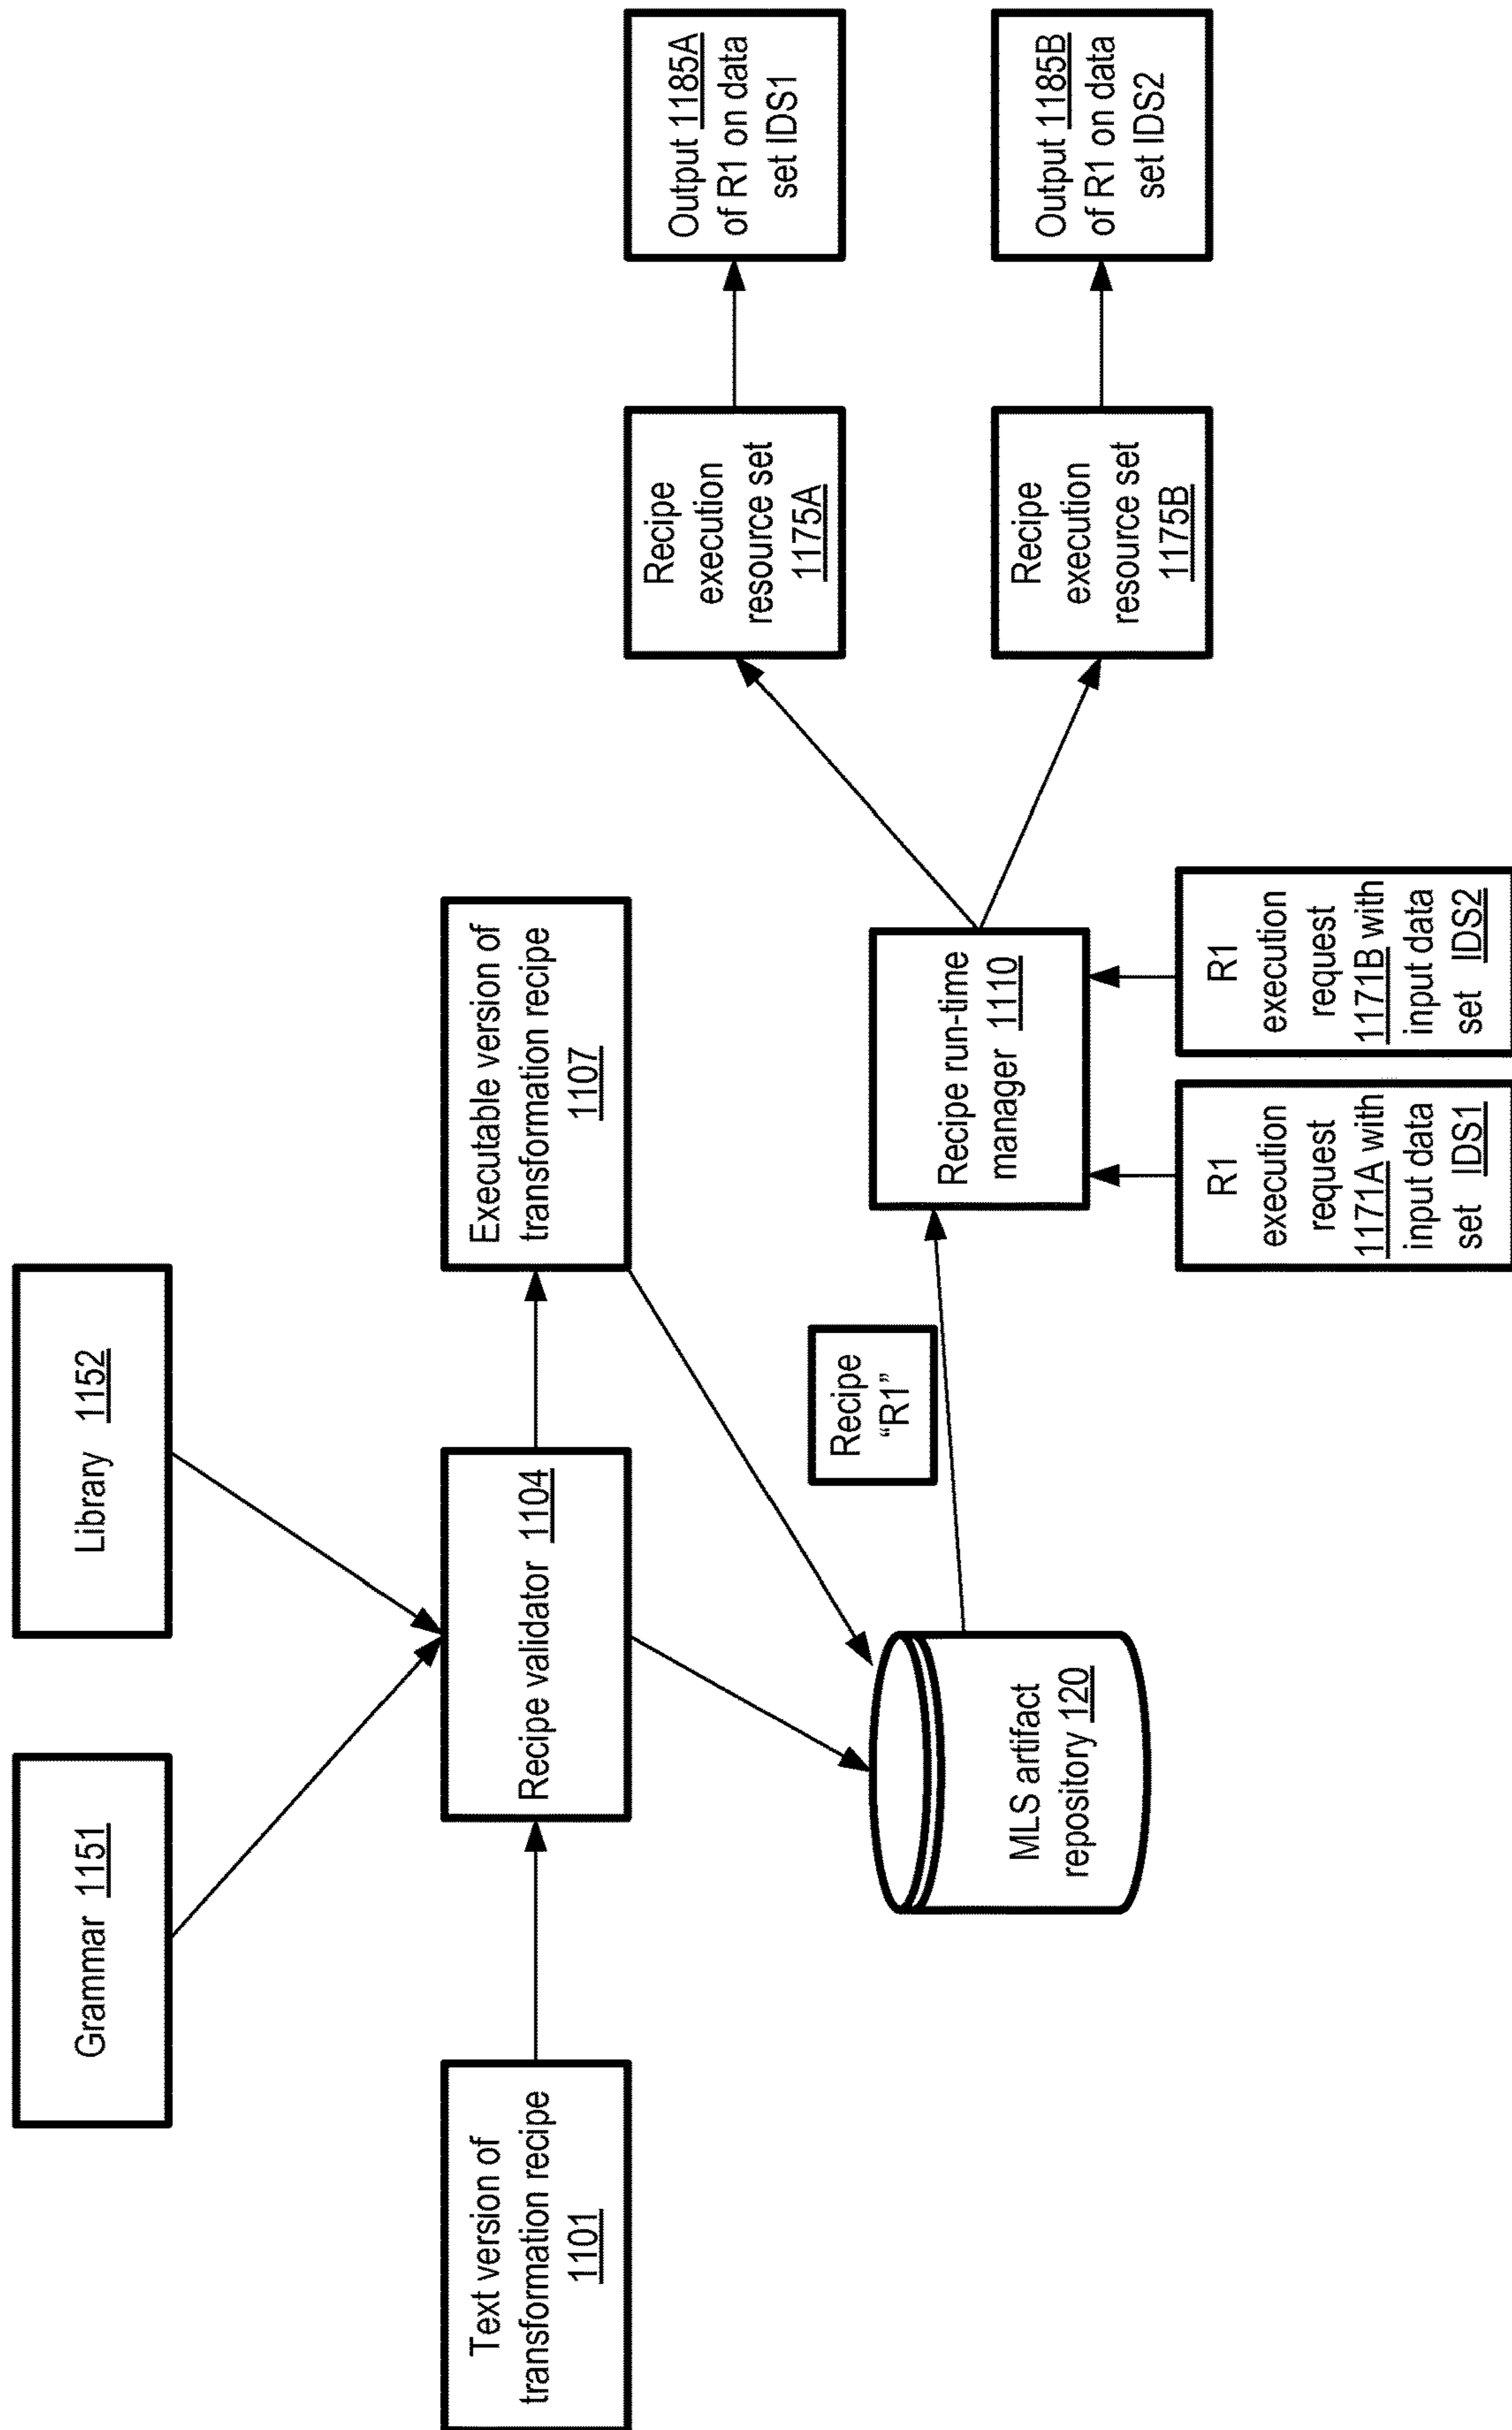 Grammar 1151
Library 1152
Text version of
transformation recipe
1101
Recipe validator 1104
Executable version of
transformation recipe
1107
MLS artifact
repository 120
Recipe
“R1”
Recipe run-time
manager 1110
R1
execution
request
1171A with
input data
set IDS1
R1
execution
request
1171B with
input data
set IDS2
Recipe
execution
resource set
1175A
Output 1185A
of R1 on data
set IDS1
Recipe
execution
resource set
1175B
Output 1185B
of R1 on data
set IDS2